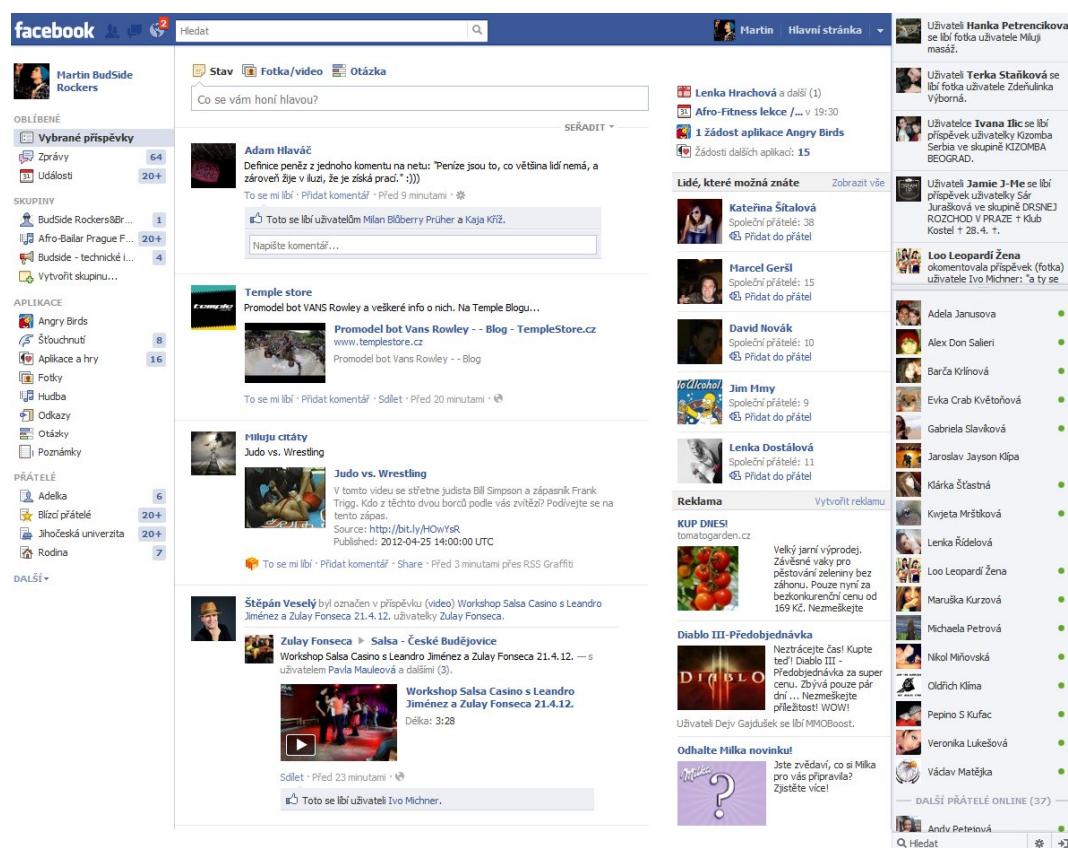 facebook
2
Hledat
Martin
Hlavní stránka
Martin BudSide
Rockers
OBLÍBENÉ
Vybrané příspěvky
Zprávy 64
Události 20+
SKUPINY
BudSide Rockers&Br... 1
Afro-Bailar Prague F... 20+
Budside - technické i... 4
Vytvořit skupinu...
APLIKACE
Angry Birds
Šťouchnutí 8
Aplikace a hry 16
Fotky
Hudba
Odkazy
Otázky
Poznámky
PŘÁTELÉ
Adelka 6
Blízcí přátelé 20+
Jihočeská univerzita 20+
Rodina 7
DALŠÍ
Stav Fotka/video Otázka
Co se vám honí hlavou?
SEŘADIT
Adam Hlaváč
Definice peněz z jednoho komentu na netu: "Peníze jsou to, co většina lidí nemá, a
zároveň žije v iluzi, že je získá prací." :)))
To se mi líbí · Přidat komentář · Před 9 minutami ·
Toto se líbí uživatelům Milan Blôberry Prüher a Kaja Kříž.
Napište komentář...
Temple store
Promodel bot VANS Rowley a veškeré info o nich. Na Temple Blogu...
Promodel bot Vans Rowley - - Blog - TempleStore.cz
www.templestore.cz
Promodel bot Vans Rowley - - Blog
To se mi líbí · Přidat komentář · Sdílet · Před 20 minutami ·
Miluju citáty
Judo vs. Wrestling
Judo vs. Wrestling
V tomto videu se střetne judista Bill Simpson a zápasník Frank
Trigg. Kdo z těchto dvou borců podle vás zvítězí? Podívejte se na
tento zápas.
Source: http://bit.ly/HOwYsR
Published: 2012-04-25 14:00:00 UTC
To se mi líbí · Přidat komentář · Share · Před 3 minutami přes RSS Graffiti
Štěpán Veselý byl označen v příspěvku (video) Workshop Salsa Casino s Leandro
Jiménez a Zulay Fonseca 21.4.12. uživatelky Zulay Fonseca.
Zulay Fonseca ▶ Salsa - České Budějovice
Workshop Salsa Casino s Leandro Jiménez a Zulay Fonseca 21.4.12. — s
uživatelem Pavla Mauleová a dalšími (3).
Workshop Salsa Casino s Leandro
Jiménez a Zulay Fonseca 21.4.12.
Délka: 3:28
Sdílet · Před 23 minutami ·
Toto se líbí uživateli Ivo Michner.
Lenka Hrachová a další (1)
Afro-Fitness lekce /... v 19:30
1 žádost aplikace Angry Birds
Žádosti dalších aplikací: 15
Lidé, které možná znáte Zobrazit vše
Kateřina Šítalová
Společní přátelé: 38
Přidat do přátel
Marcel Geršl
Společní přátelé: 15
Přidat do přátel
David Novák
Společní přátelé: 10
Přidat do přátel
Jim Mmy
Společní přátelé: 9
Přidat do přátel
Lenka Dostálová
Společní přátelé: 11
Přidat do přátel
Reklama Vytvořit reklamu
KUP DNES!
tomatogarden.cz
Velký jarní výprodej.
Závěsné vaky pro
pěstování zeleniny bez
záhonu. Pouze nyní za
bezkonkurenční cenu od
169 Kč. Nezmeškejte
Diablo III-Předobjednávka
DIABLO
Neztrácejte čas! Kupte
teď! Diablo III -
Předobjednávka za super
cenu. Zbývá pouze pár
dní ... Nezmeškejte
příležitost! WOW!
Uživateli Dejv Gajdušek se líbí MMOBoost.
Odhalte Milka novinku!
Milka
?
Jste zvědaví, co si Milka
pro vás připravila?
Zjistěte více!
Uživateli Hanka Petrencikova
se líbí fotka uživatele Miluji
masáž.
Uživateli Terka Staňková se
líbí fotka uživatele Zdeňulinka
Výborná.
Uživatelce Ivana Ilic se líbí
příspěvek uživatelky Kizomba
Serbia ve skupině KIZOMBA
BEOGRAD.
Uživateli Jamie J-Me se líbí
příspěvek uživatelky Sár
Jurašková ve skupině DRSNEJ
ROZCHOD V PRAZE † Klub
Kostel † 28.4. †.
Loo Leopardí Žena
okomentovala příspěvek (fotka)
uživatele Ivo Michner: "a ty se
Adela Janusova
Alex Don Salieri
Barča Krlínová
Evka Crab Květoňová
Gabriela Slavíková
Jaroslav Jayson Klípa
Klárka Šťastná
Kwjeta Mrštíková
Lenka Řídelová
Loo Leopardí Žena
Maruška Kurzová
Michaela Petrová
Nikol Miňovská
Oldřich Klíma
Pepino S Kufac
Veronika Lukešová
Václav Matějka
DALŠÍ PŘÁTELÉ ONLINE (37)
Andy Petejová
Hledat